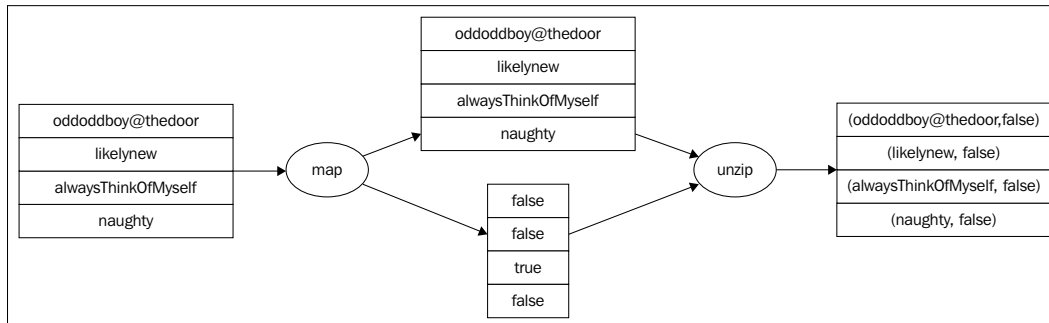 oddoddboy@thedoor
likelynew
alwaysThinkOfMyself
naughty
map
oddoddboy@thedoor
likelynew
alwaysThinkOfMyself
naughty
false
false
true
false
unzip
(oddoddboy@thedoor,false)
(likelynew, false)
(alwaysThinkOfMyself, false)
(naughty, false)